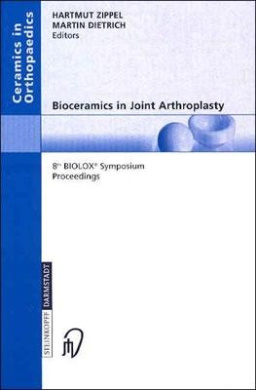 Ceramics in
Orthopaedics
HARTMUT ZIPPEL
MARTIN DIETRICH
Editors
Bioceramics in Joint Arthroplasty
8th BIOLOX® Symposium
Proceedings
STEINKOPFF
DARMSTADT